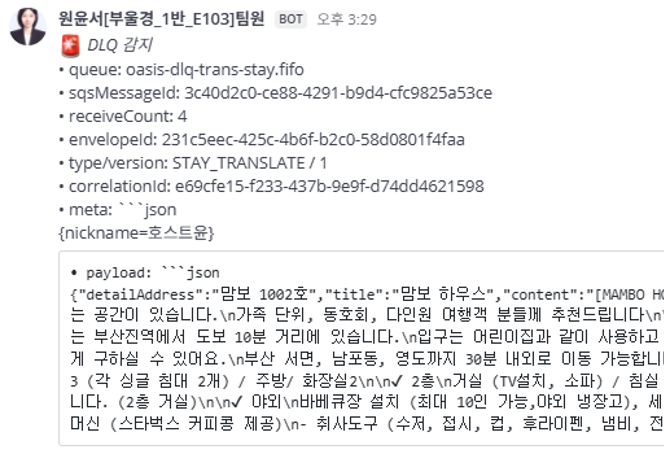 원윤서[부울경_1반_E103]팀원 BOT 오후 3:29
🚨 DLQ 감지
• queue: oasis-dlq-trans-stay.fifo
• sqsMessageId: 3c40d2c0-ce88-4291-b9d4-cfc9825a53ce
• receiveCount: 4
• envelopeId: 231c5eec-425c-4b6f-b2c0-58d0801f4faa
• type/version: STAY_TRANSLATE / 1
• correlationId: e69cfe15-f233-437b-9e9f-d74dd4621598
• meta: ```json
{nickname=호스트윤}
• payload: ```json
{"detailAddress":"맘보 1002호","title":"맘보 하우스","content":"[MAMBO HO
는 공간이 있습니다.\n가족 단위, 동호회, 다인원 여행객 분들께 추천드립니다\n\
는 부산진역에서 도보 10분 거리에 있습니다.\n입구는 어린이집과 같이 사용하고
게 구하실 수 있어요.\n부산 서면, 남포동, 영도까지 30분 내외로 이동 가능합니
3 (각 싱글 침대 2개) / 주방/ 화장실2\n\n✔ 2층\n거실 (TV설치, 소파) / 침실
니다. (2층 거실)\n\n✔ 야외\n바베큐장 설치 (최대 10인 가능,야외 냉장고), 세
머신 (스타벅스 커피콩 제공)\n- 취사도구 (수저, 접시, 컵, 후라이펜, 냄비, 전